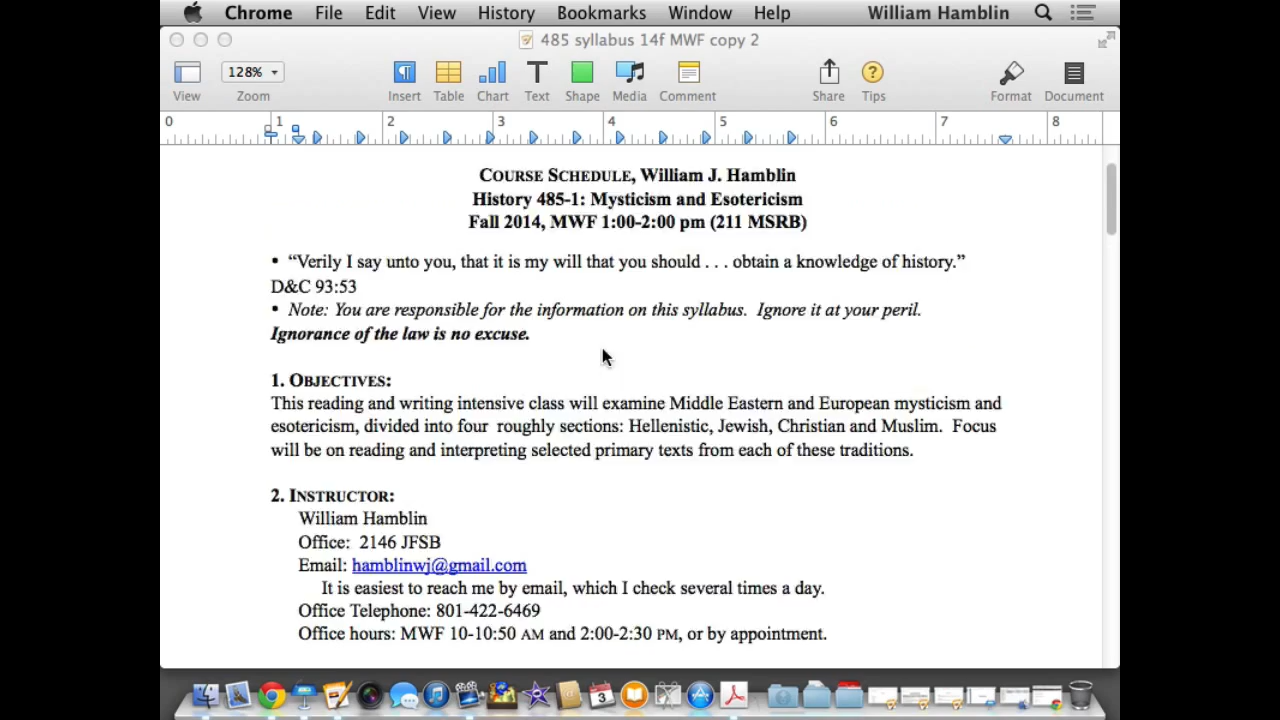 Chrome File Edit View History Bookmarks Window Help William Hamblin
485 syllabus 14f MWF copy 2
128%
View Zoom Insert Table Chart Text Shape Media Comment Share Tips Format Document
0 1 2 3 4 5 6 7 8
COURSE SCHEDULE, William J. Hamblin
History 485-1: Mysticism and Esotericism
Fall 2014, MWF 1:00-2:00 pm (211 MSRB)
• “Verily I say unto you, that it is my will that you should . . . obtain a knowledge of history.”
D&C 93:53
• Note: You are responsible for the information on this syllabus.  Ignore it at your peril.
Ignorance of the law is no excuse.
1. OBJECTIVES:
This reading and writing intensive class will examine Middle Eastern and European mysticism and
esotericism, divided into four  roughly sections: Hellenistic, Jewish, Christian and Muslim.  Focus
will be on reading and interpreting selected primary texts from each of these traditions.
2. INSTRUCTOR:
William Hamblin
Office:  2146 JFSB
Email: hamblinwj@gmail.com
It is easiest to reach me by email, which I check several times a day.
Office Telephone: 801-422-6469
Office hours: MWF 10-10:50 AM and 2:00-2:30 PM, or by appointment.
3